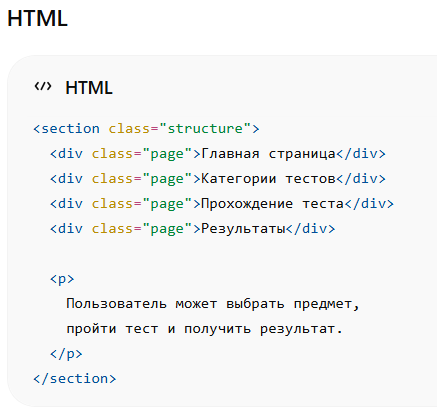 HTML
HTML
<section class="structure">
<div class="page">Главная страница</div>
<div class="page">Категории тестов</div>
<div class="page">Прохождение теста</div>
<div class="page">Результаты</div>
<p>
Пользователь может выбрать предмет,
пройти тест и получить результат.
</p>
</section>